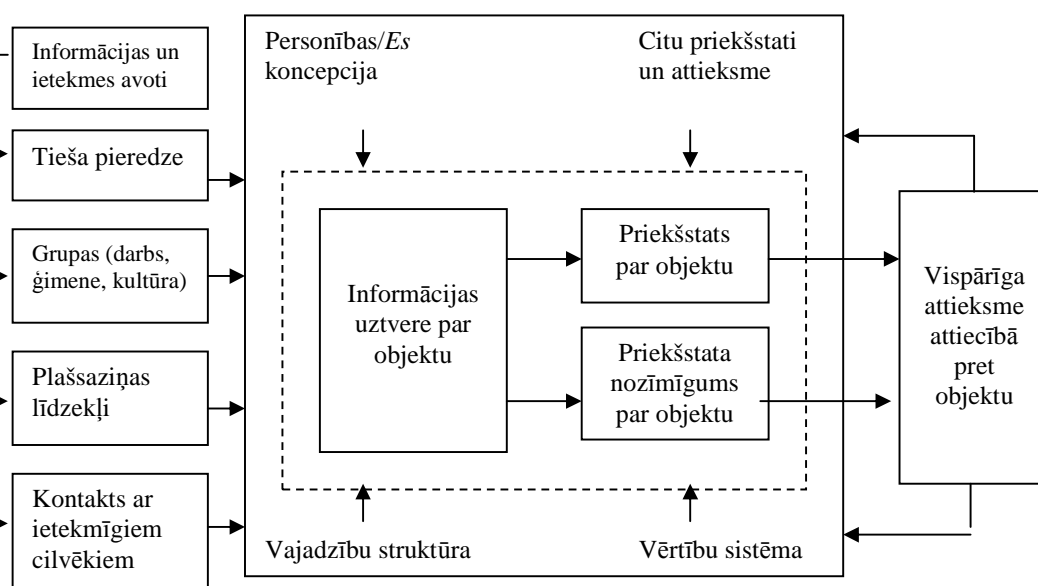 Informācijas un
ietekmes avoti
Tieša pieredze
Grupas (darbs,
ģimene, kultūra)
Plašsaziņas
līdzekļi
Kontakts ar
ietekmīgiem
cilvēkiem
Personības/Es
koncepcija
Citu priekšstati
un attieksme
Informācijas
uztvere par
objektu
Priekšstats
par objektu
Priekšstata
nozīmīgums
par objektu
Vajadzību struktūra
Vērtību sistēma
Vispārīga
attieksme
attiecībā
pret
objektu